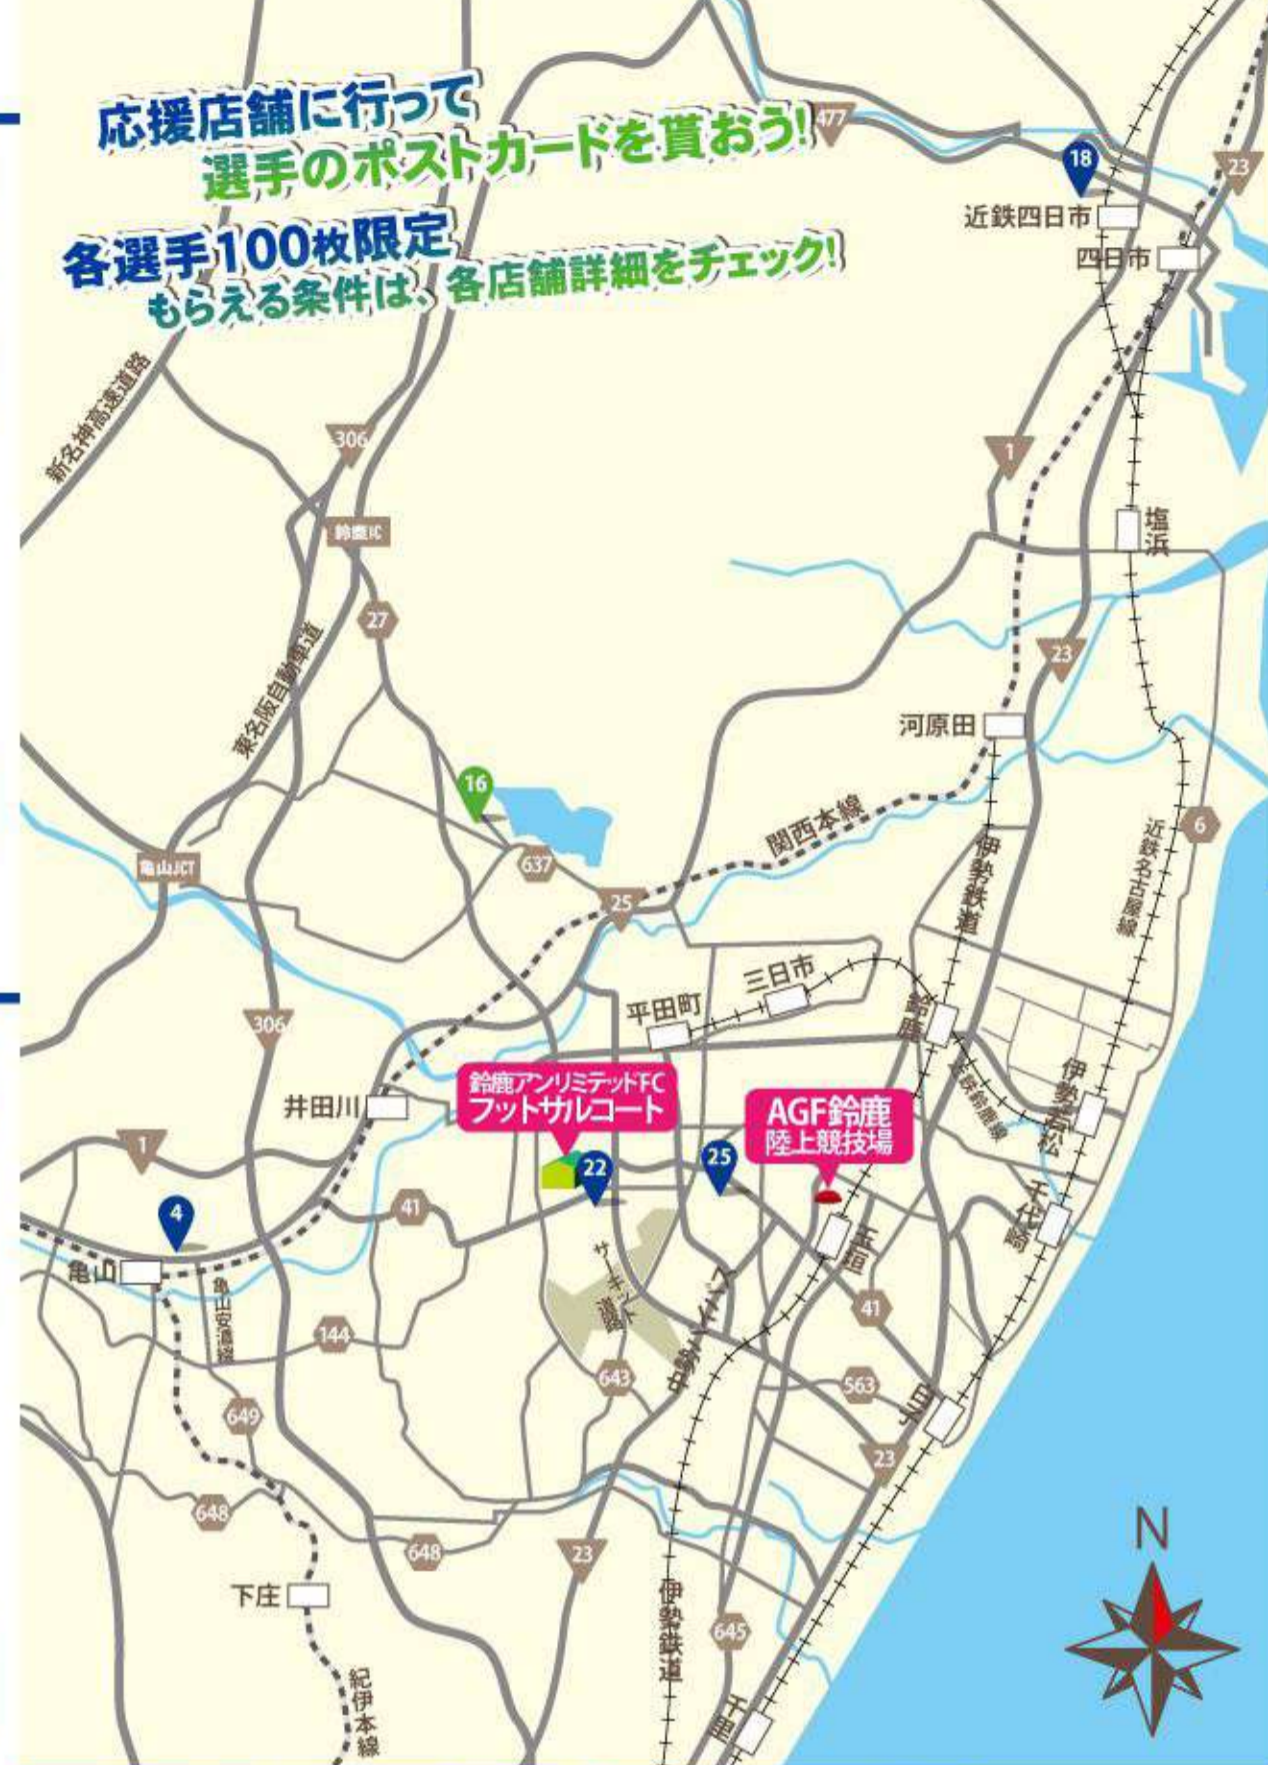 応援店舗に行って
選手のポストカードを貰おう!
各選手100枚限定
もらえる条件は、各店舗詳細をチェック!
477
18
23
近鉄四日市
四日市
新名神高速道路
306
1
鈴鹿IC
塩浜
27
東名阪自動車道
23
河原田
16
関西本線
伊勢鉄道
近鉄名古屋線
6
亀山JCT
637
25
三日市
平田町
鈴鹿
306
井田川
鈴鹿アンリミテッドFC
フットサルコート
AGF鈴鹿
陸上競技場
近鉄鈴鹿線
伊勢若松
1
22
25
4
41
千代崎
亀山
玉垣
サーキット
道路
亀山安濃線
中勢バイパス
41
144
643
563
白子
649
23
648
648
23
N
下庄
伊勢鉄道
645
紀伊本線
千里